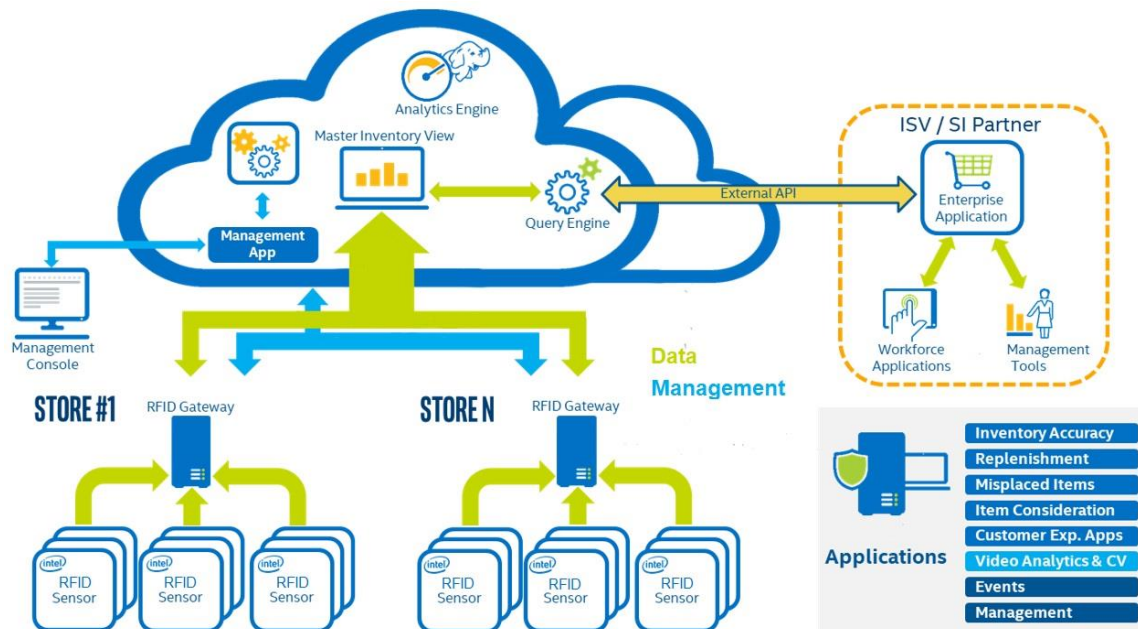 Analytics Engine
Master Inventory View
Management
App
Query Engine
External API
ISV / SI Partner
Enterprise
Application
Workforce
Applications
Management
Tools
Management
Console
Data
Management
STORE #1
RFID Gateway
STORE N
RFID Gateway
intel
RFID
Sensor
intel
RFID
Sensor
intel
RFID
Sensor
intel
RFID
Sensor
intel
RFID
Sensor
intel
RFID
Sensor
Applications
Inventory Accuracy
Replenishment
Misplaced Items
Item Consideration
Customer Exp. Apps
Video Analytics & CV
Events
Management